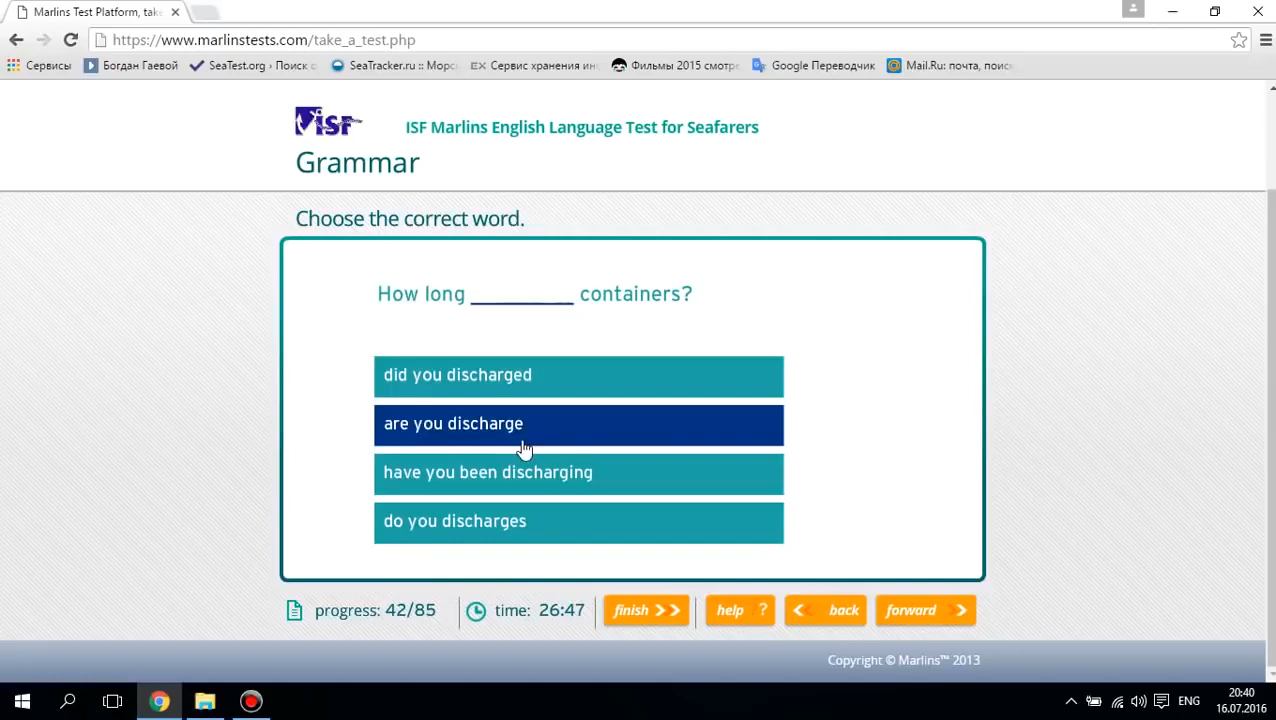 Marlins Test Platform, take
https://www.marlinstests.com/take_a_test.php
Сервисы
Богдан Гаевой
SeaTest.org › Поиск
SeaTracker.ru :: Морс
EX Сервис хранения
Фильмы 2015 смотре
Google Переводчик
Mail.Ru: почта, поиск
isf
ISF Marlins English Language Test for Seafarers
Grammar
Choose the correct word.
How long ________ containers?
did you discharged
are you discharge
have you been discharging
do you discharges
progress: 42/85
time: 26:47
finish >>
help ?
< back
forward >
Copyright © Marlins™ 2013
ENG
20:40
16.07.2016